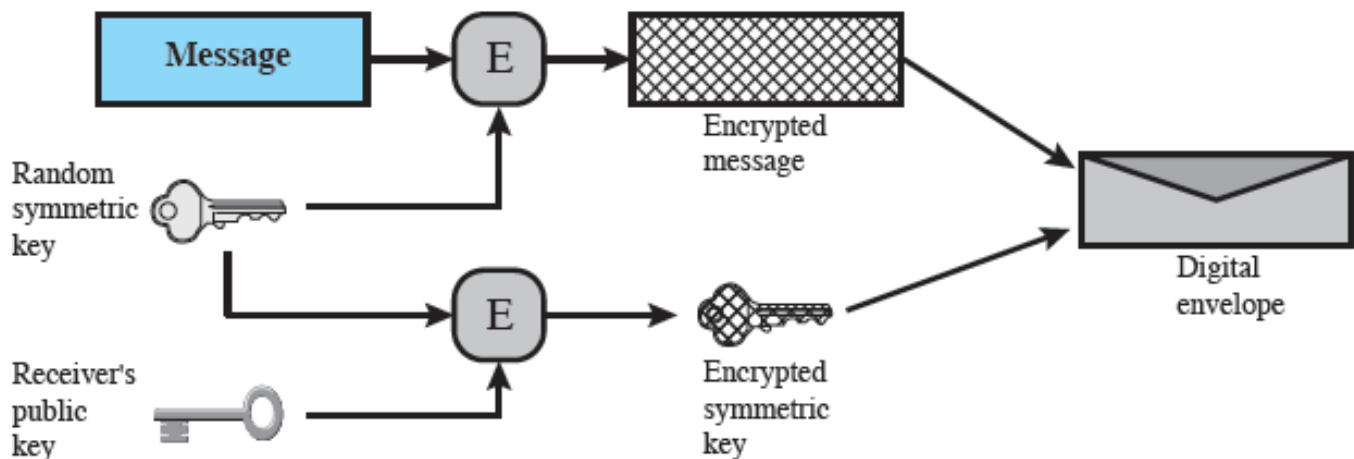 Message
E
Encrypted
message
Random
symmetric
key
Digital
envelope
E
Receiver's
public
key
Encrypted
symmetric
key